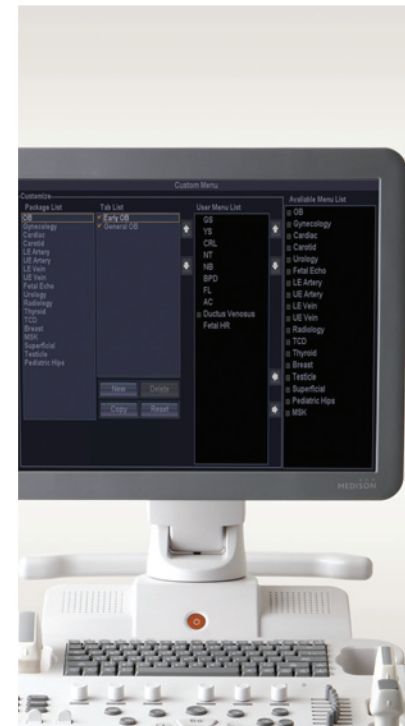 Custom Menu
Customize
Package List
OB
Gynecology
Cardiac
Carotid
LE Artery
UE Artery
LE Vein
UE Vein
Fetal Echo
Urology
Radiology
Thyroid
TCD
Breast
MSK
Superficial
Testicle
Pediatric Hips
Tab List
Early OB
General OB
New
Delete
Copy
Reset
User Menu List
GS
YS
CRL
NT
NB
BPD
FL
AC
Ductus Venosus
Fetal HR
Available Menu List
OB
Gynecology
Cardiac
Carotid
Urology
Fetal Echo
LE Artery
UE Artery
LE Vein
UE Vein
Radiology
TCD
Thyroid
Breast
Testicle
Superficial
Pediatric Hips
MSK
MEDISON